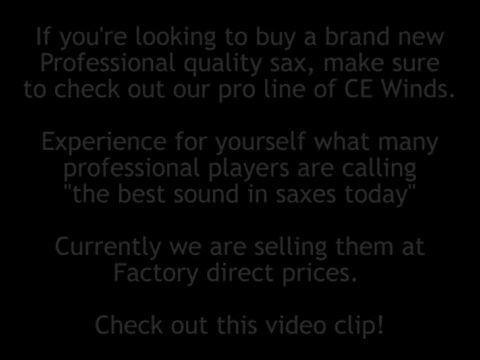 If you're looking to buy a brand new
Professional quality sax, make sure
to check out our pro line of CE Winds.
Experience for yourself what many
professional players are calling
"the best sound in saxes today"
Currently we are selling them at
Factory direct prices.
Check out this video clip!